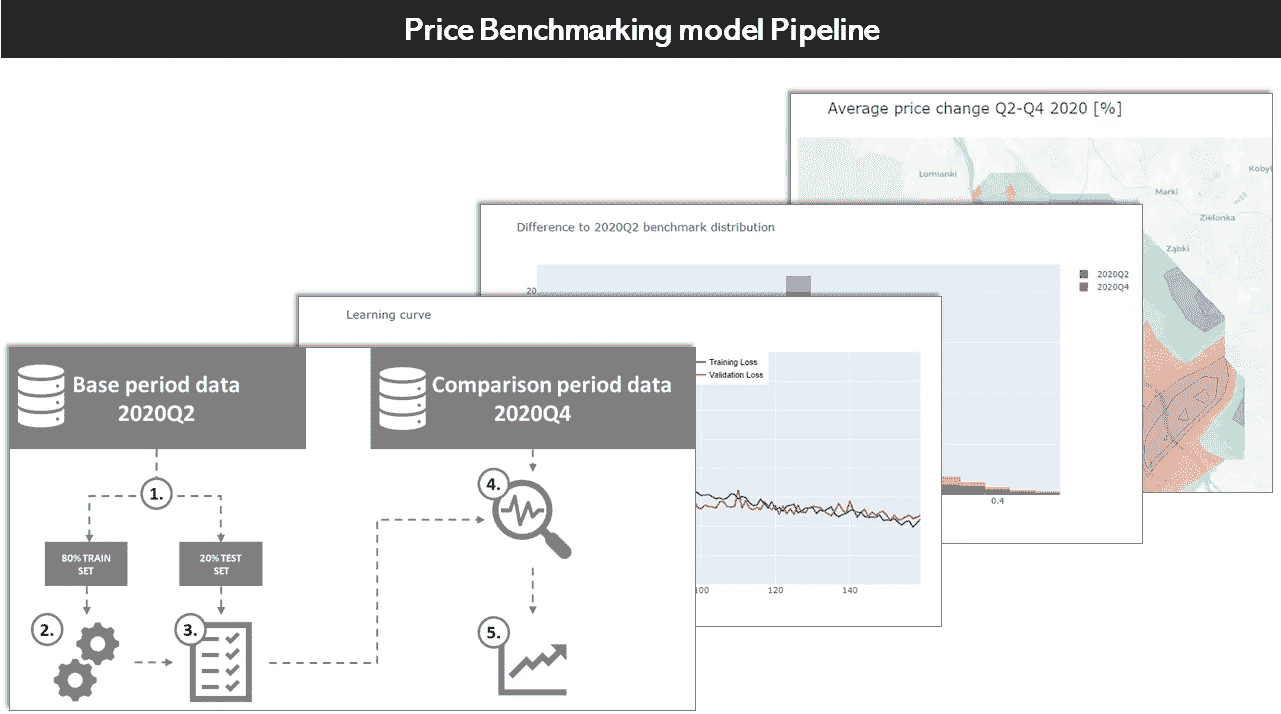 Price Benchmarking model Pipeline
Average price change Q2-Q4 2020 [%]
Łomianki
Marki
Zielonka
Ząbki
Difference to 2020Q2 benchmark distribution
20
2020Q2
2020Q4
0.4
Learning curve
Training Loss
Validation Loss
100
120
140
Base period data
2020Q2
Comparison period data
2020Q4
1.
80% TRAIN
SET
20% TEST
SET
2.
3.
4.
5.